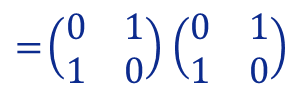 =(0 1) (0 1)
(1 0) (1 0)